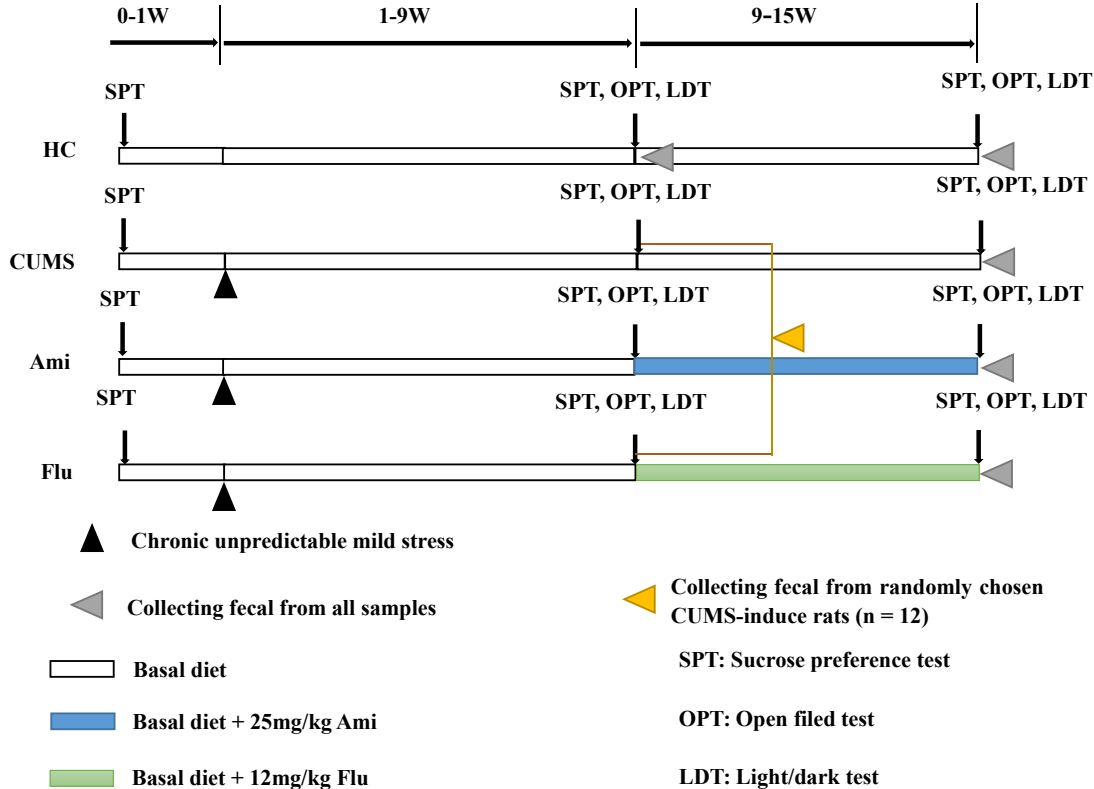 0-1W
1-9W
9-15W
SPT
SPT, OPT, LDT
SPT, OPT, LDT
HC
SPT
SPT, OPT, LDT
SPT, OPT, LDT
CUMS
SPT
SPT, OPT, LDT
SPT, OPT, LDT
Ami
SPT
SPT, OPT, LDT
SPT, OPT, LDT
Flu
Chronic unpredictable mild stress
Collecting fecal from all samples
Collecting fecal from randomly chosen
CUMS-induce rats (n = 12)
Basal diet
SPT: Sucrose preference test
Basal diet + 25mg/kg Ami
OPT: Open filed test
Basal diet + 12mg/kg Flu
LDT: Light/dark test